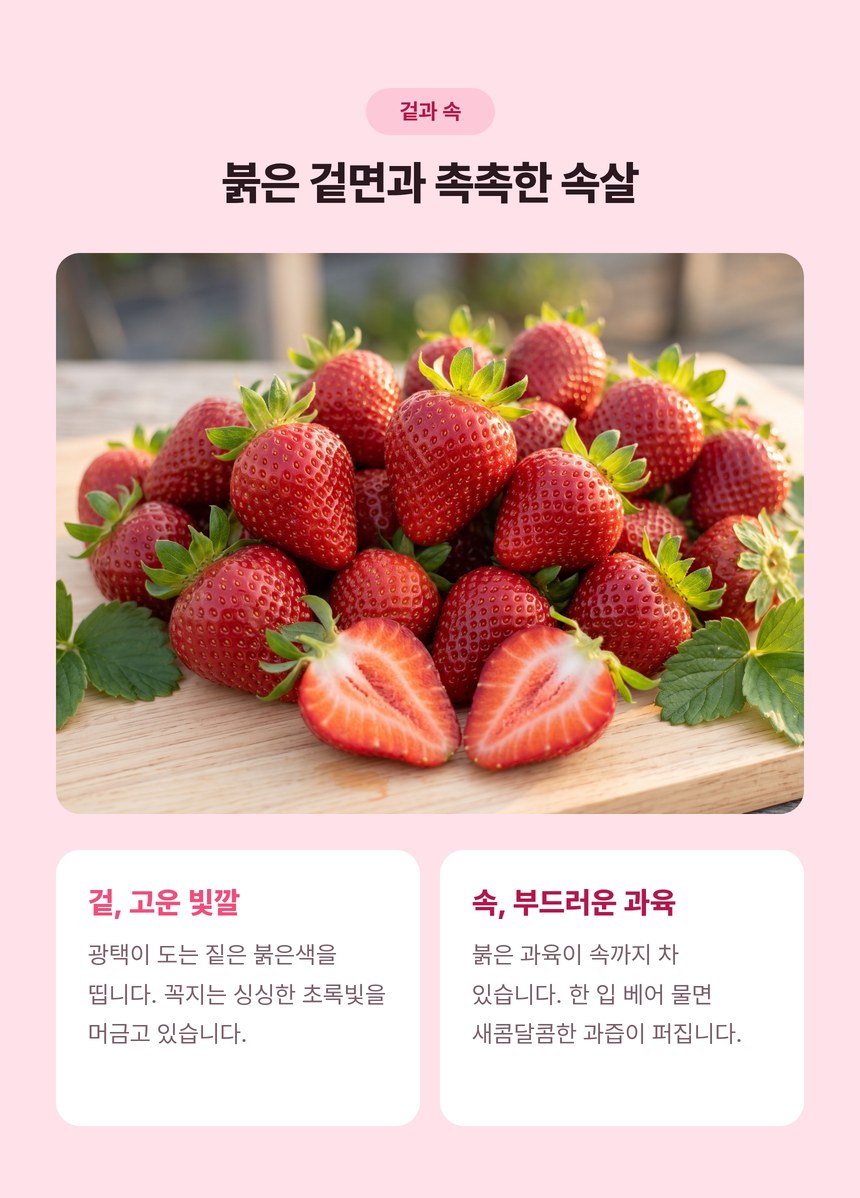 겉과 속
붉은 겉면과 촉촉한 속살
겉, 고운 빛깔
광택이 도는 짙은 붉은색을
띱니다. 꼭지는 싱싱한 초록빛을
머금고 있습니다.
속, 부드러운 과육
붉은 과육이 속까지 차
있습니다. 한 입 베어 물면
새콤달콤한 과즙이 퍼집니다.